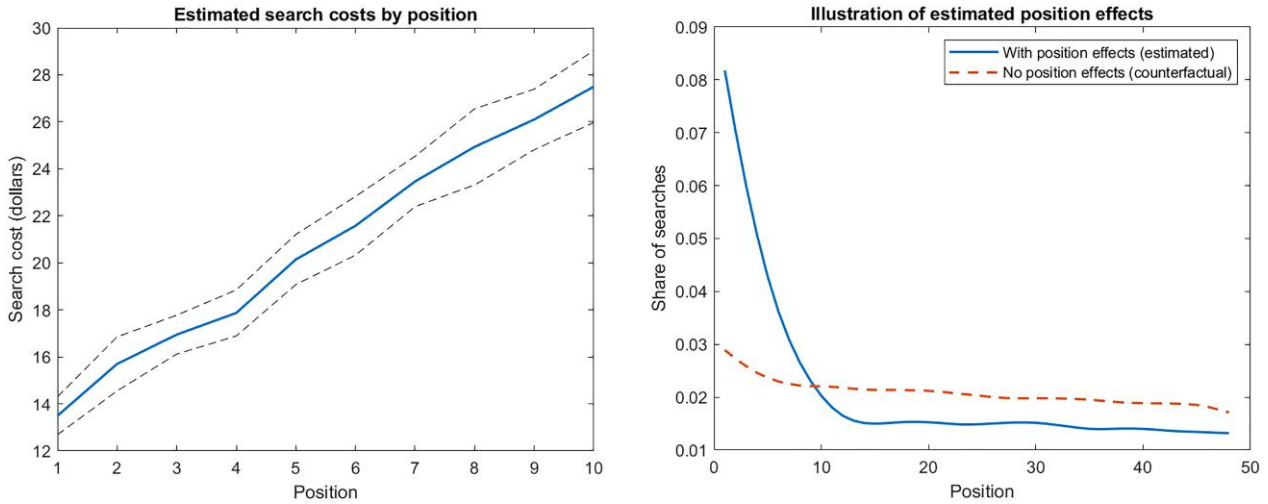 Estimated search costs by position
30
28
26
24
22
20
18
16
14
12
Search cost (dollars)
1 2 3 4 5 6 7 8 9 10
Position
Illustration of estimated position effects
0.09
0.08
0.07
0.06
0.05
0.04
0.03
0.02
0.01
Share of searches
With position effects (estimated)
No position effects (counterfactual)
0 10 20 30 40 50
Position